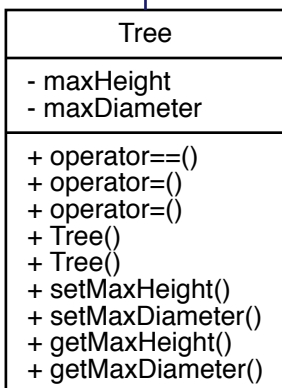 Tree
- maxHeight
- maxDiameter
+ operator==()
+ operator=()
+ operator=()
+ Tree()
+ Tree()
+ setMaxHeight()
+ setMaxDiameter()
+ getMaxHeight()
+ getMaxDiameter()